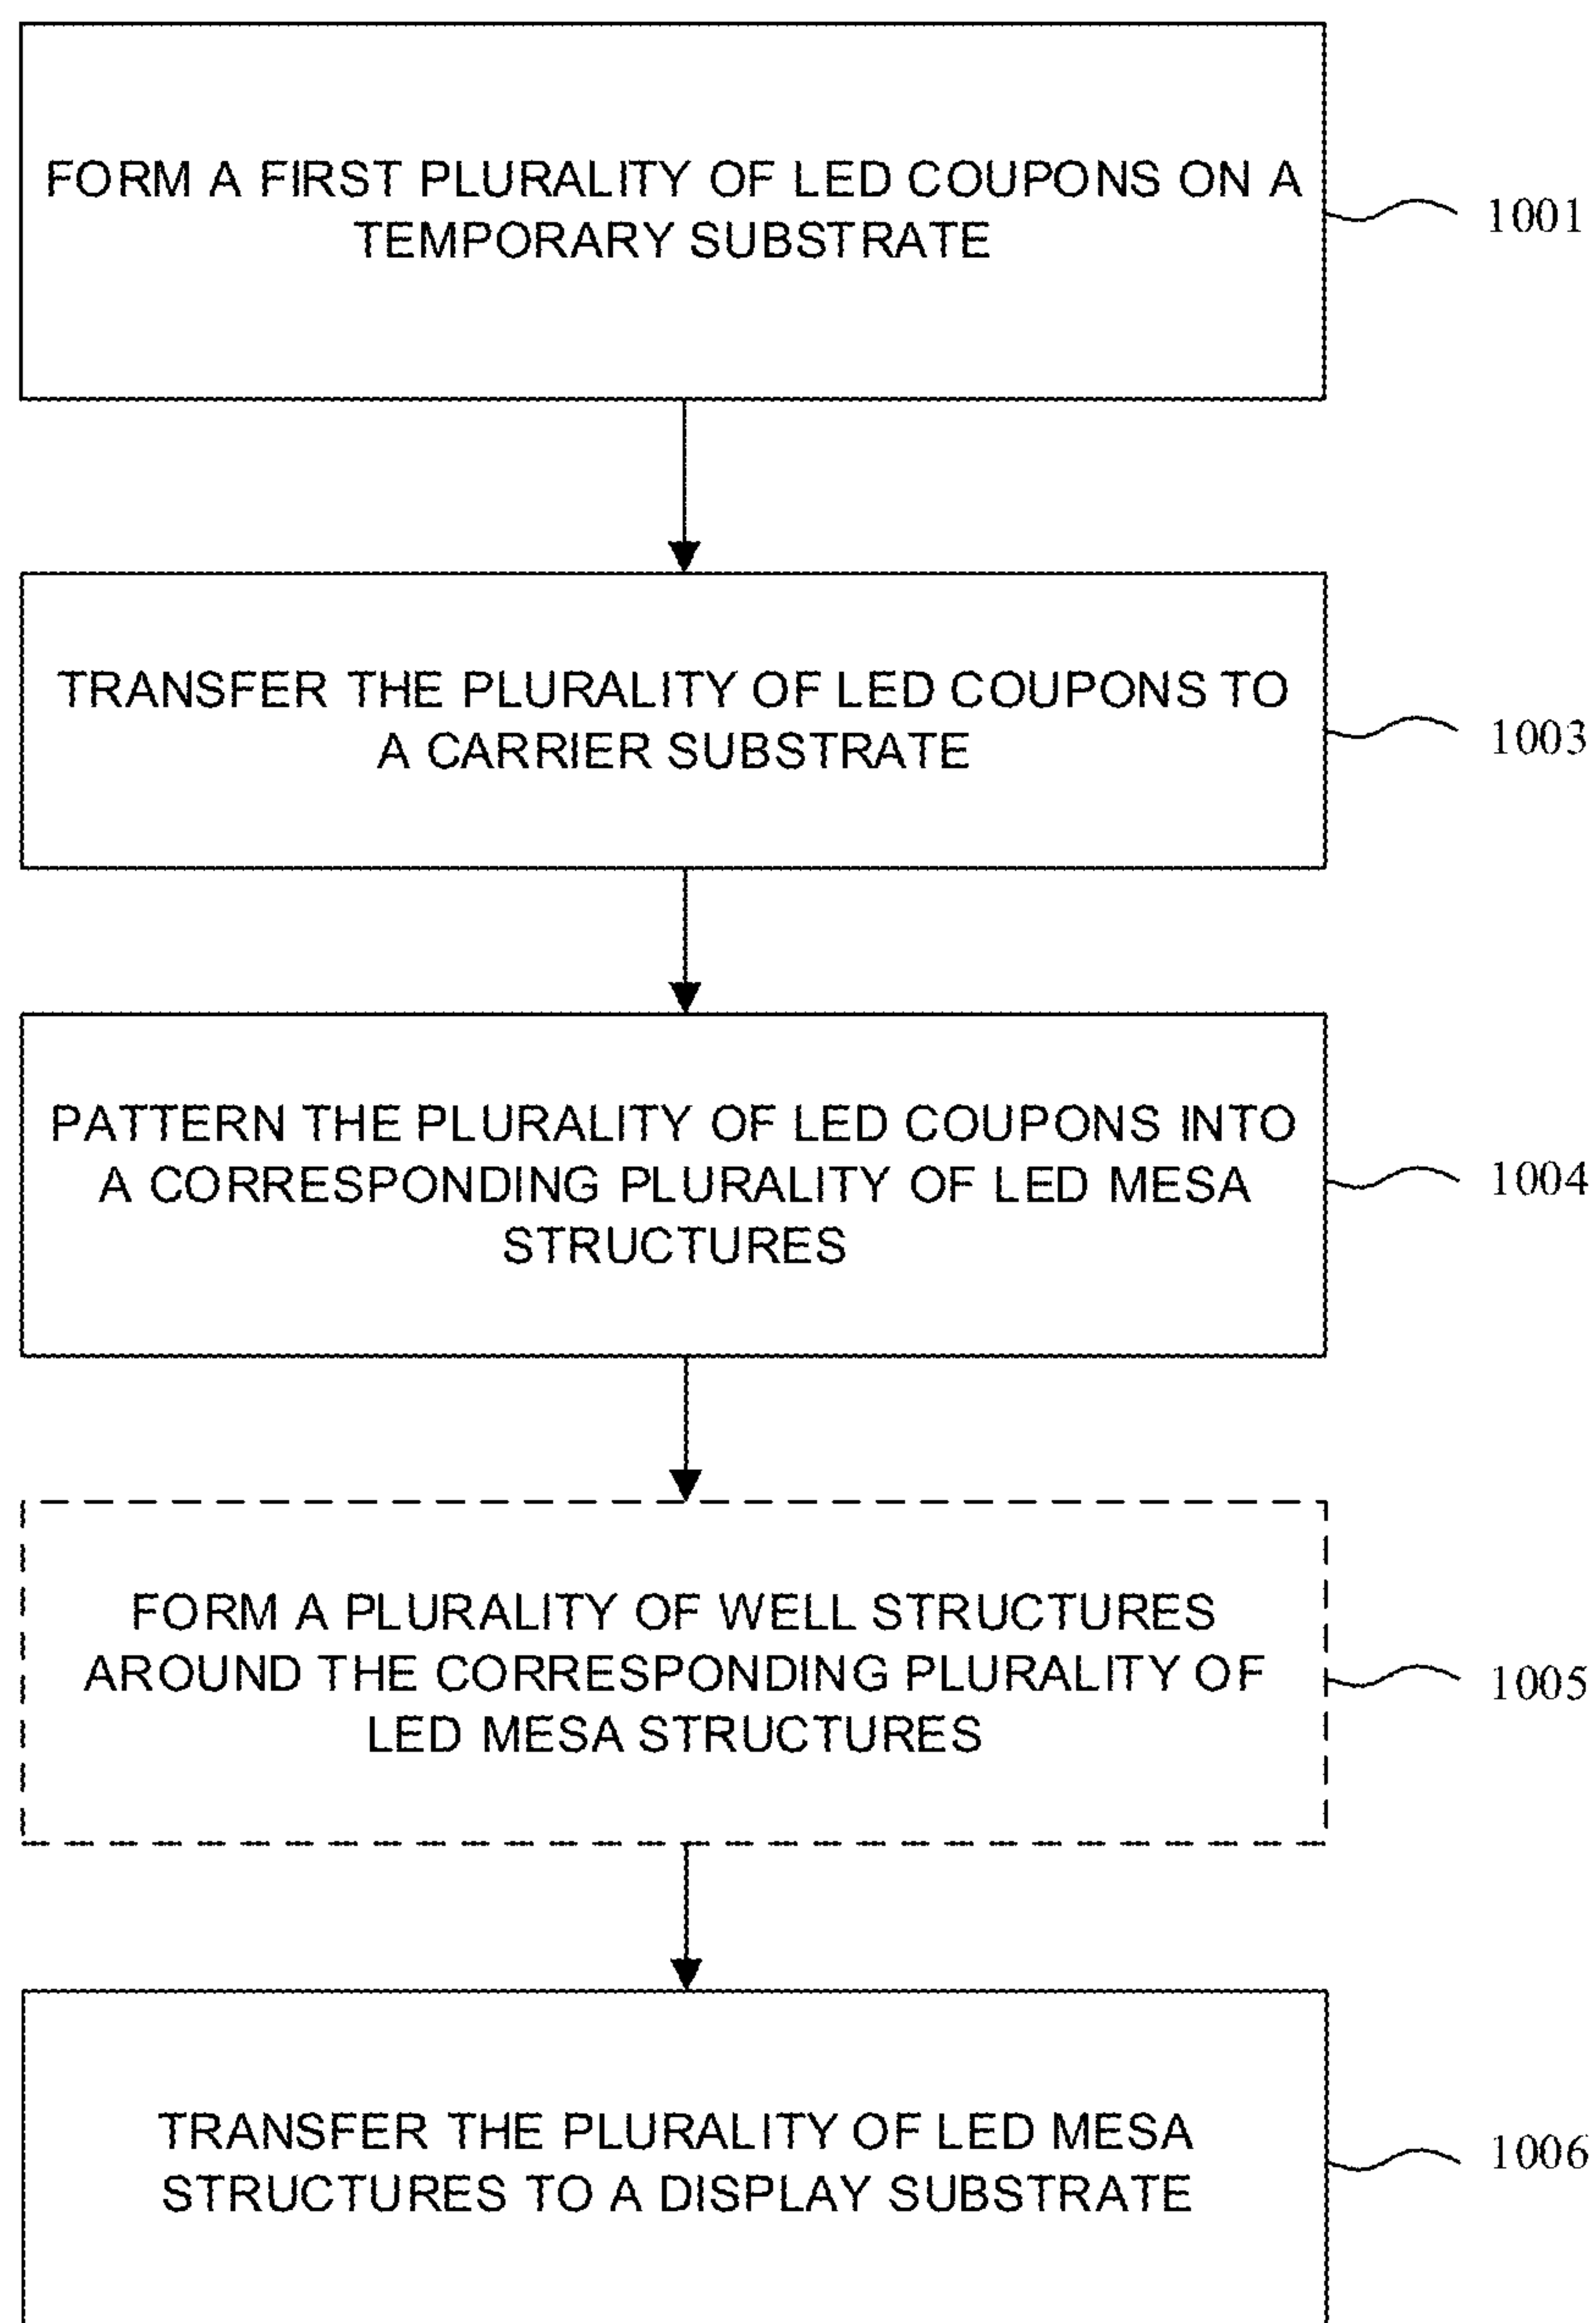 FORM A FIRST PLURALITY OF LED COUPONS ON A
TEMPORARY SUBSTRATE
1001
TRANSFER THE PLURALITY OF LED COUPONS TO
A CARRIER SUBSTRATE
1003
PATTERN THE PLURALITY OF LED COUPONS INTO
A CORRESPONDING PLURALITY OF LED MESA
STRUCTURES
1004
FORM A PLURALITY OF WELL STRUCTURES
AROUND THE CORRESPONDING PLURALITY OF
LED MESA STRUCTURES
1005
TRANSFER THE PLURALITY OF LED MESA
STRUCTURES TO A DISPLAY SUBSTRATE
1006